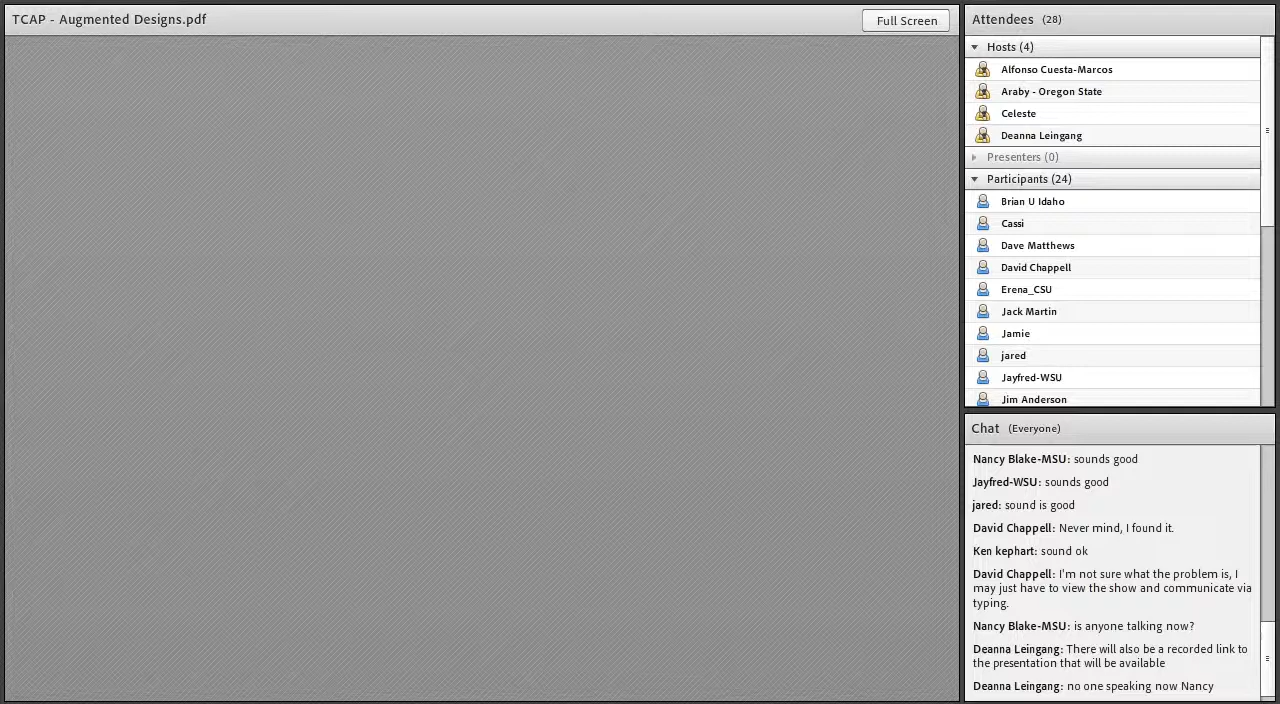 TCAP - Augmented Designs.pdf
Full Screen
Attendees (28)
Hosts (4)
Alfonso Cuesta-Marcos
Araby - Oregon State
Celeste
Deanna Leingang
Presenters (0)
Participants (24)
Brian U Idaho
Cassi
Dave Matthews
David Chappell
Erena_CSU
Jack Martin
Jamie
jared
Jayfred-WSU
Jim Anderson
Chat (Everyone)
Nancy Blake-MSU: sounds good
Jayfred-WSU: sounds good
jared: sound is good
David Chappell: Never mind, I found it.
Ken kephart: sound ok
David Chappell: I'm not sure what the problem is, I
may just have to view the show and communicate via
typing.
Nancy Blake-MSU: is anyone talking now?
Deanna Leingang: There will also be a recorded link to
the presentation that will be available
Deanna Leingang: no one speaking now Nancy